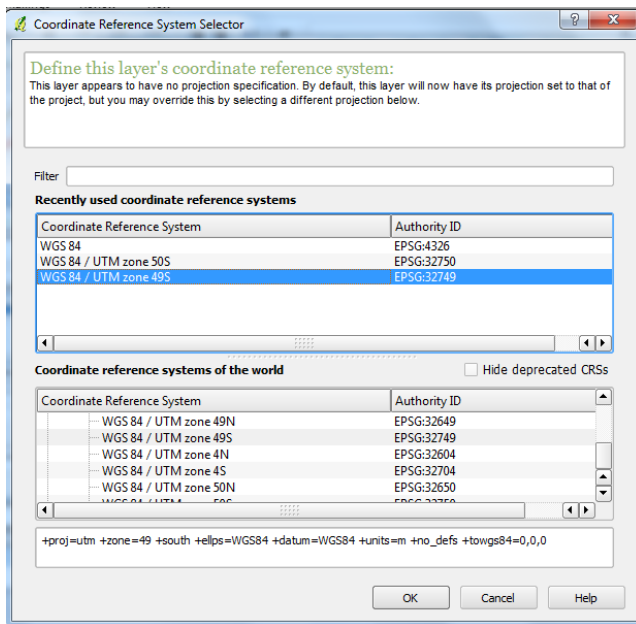 Coordinate Reference System Selector
Define this layer's coordinate reference system:
This layer appears to have no projection specification. By default, this layer will now have its projection set to that of
the project, but you may override this by selecting a different projection below.
Filter
Recently used coordinate reference systems
Coordinate Reference System Authority ID
WGS 84 EPSG:4326
WGS 84 / UTM zone 50S EPSG:32750
WGS 84 / UTM zone 49S EPSG:32749
Coordinate reference systems of the world Hide deprecated CRSs
Coordinate Reference System Authority ID
WGS 84 / UTM zone 49N EPSG:32649
WGS 84 / UTM zone 49S EPSG:32749
WGS 84 / UTM zone 4N EPSG:32604
WGS 84 / UTM zone 4S EPSG:32704
WGS 84 / UTM zone 50N EPSG:32650
+proj=utm +zone=49 +south +ellps=WGS84 +datum=WGS84 +units=m +no_defs +towgs84=0,0,0
OK Cancel Help